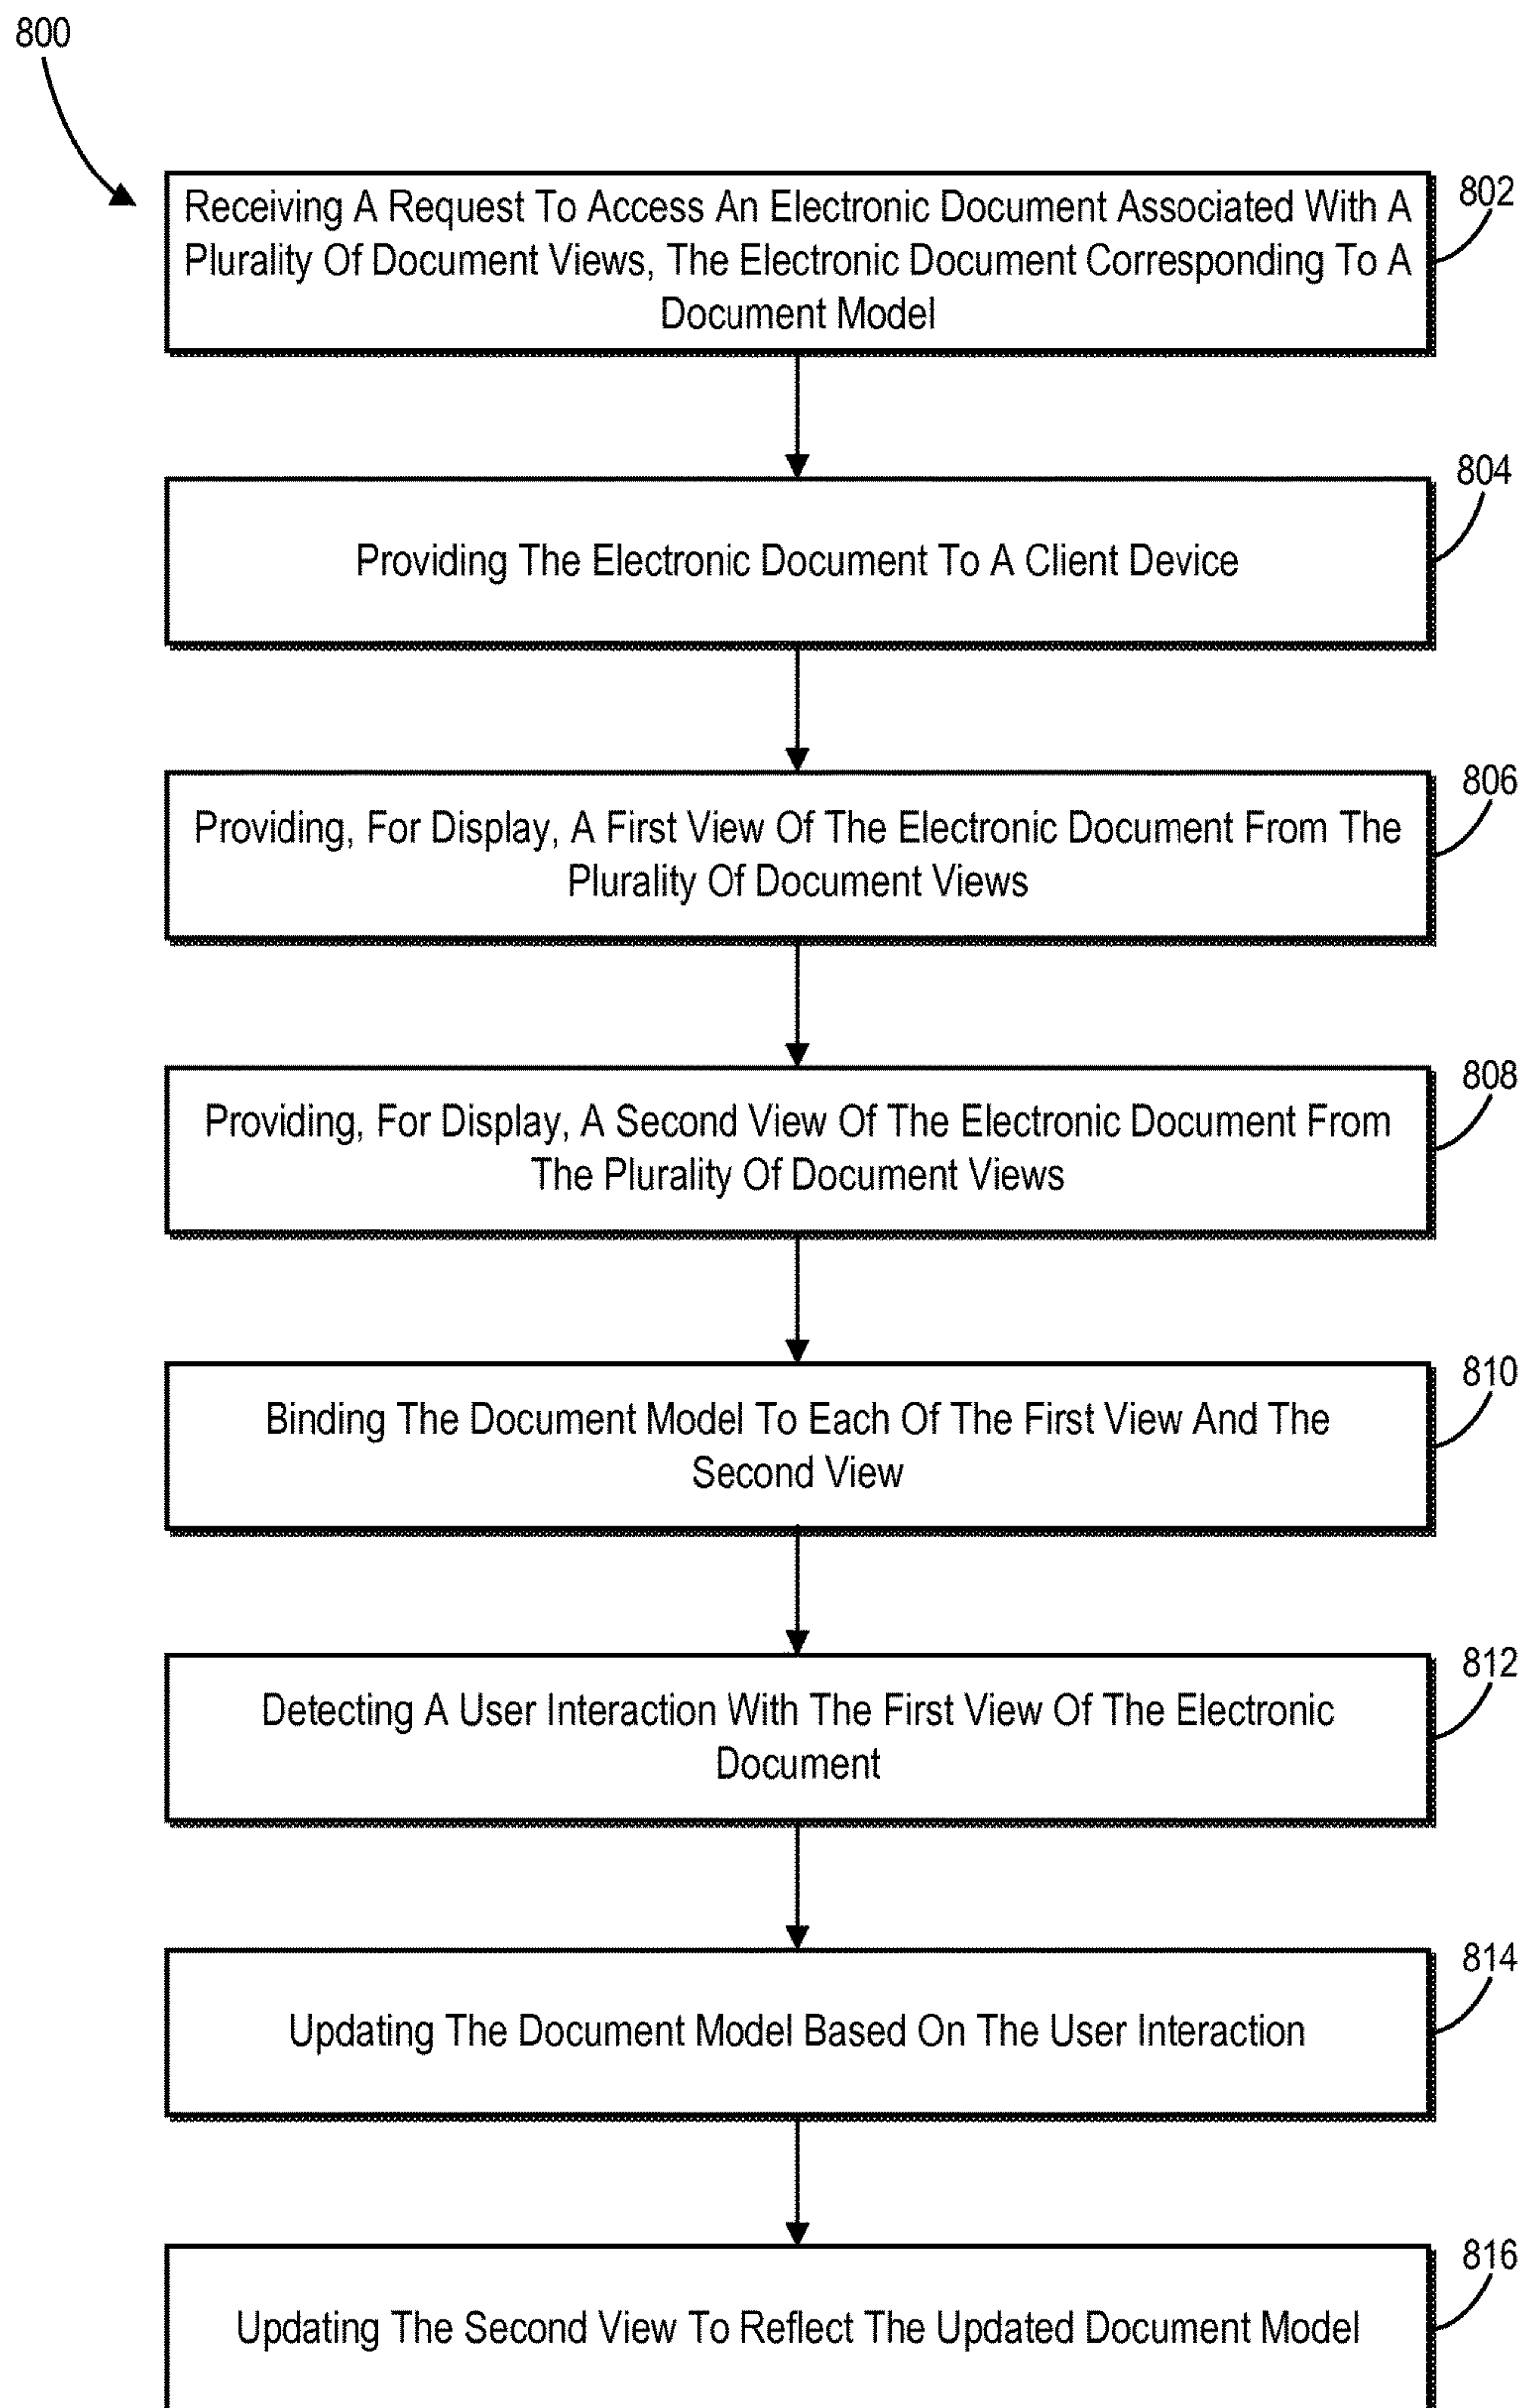 800
Receiving A Request To Access An Electronic Document Associated With A
Plurality Of Document Views, The Electronic Document Corresponding To A
Document Model
802
Providing The Electronic Document To A Client Device
804
Providing, For Display, A First View Of The Electronic Document From The
Plurality Of Document Views
806
Providing, For Display, A Second View Of The Electronic Document From
The Plurality Of Document Views
808
Binding The Document Model To Each Of The First View And The
Second View
810
Detecting A User Interaction With The First View Of The Electronic
Document
812
Updating The Document Model Based On The User Interaction
814
Updating The Second View To Reflect The Updated Document Model
816